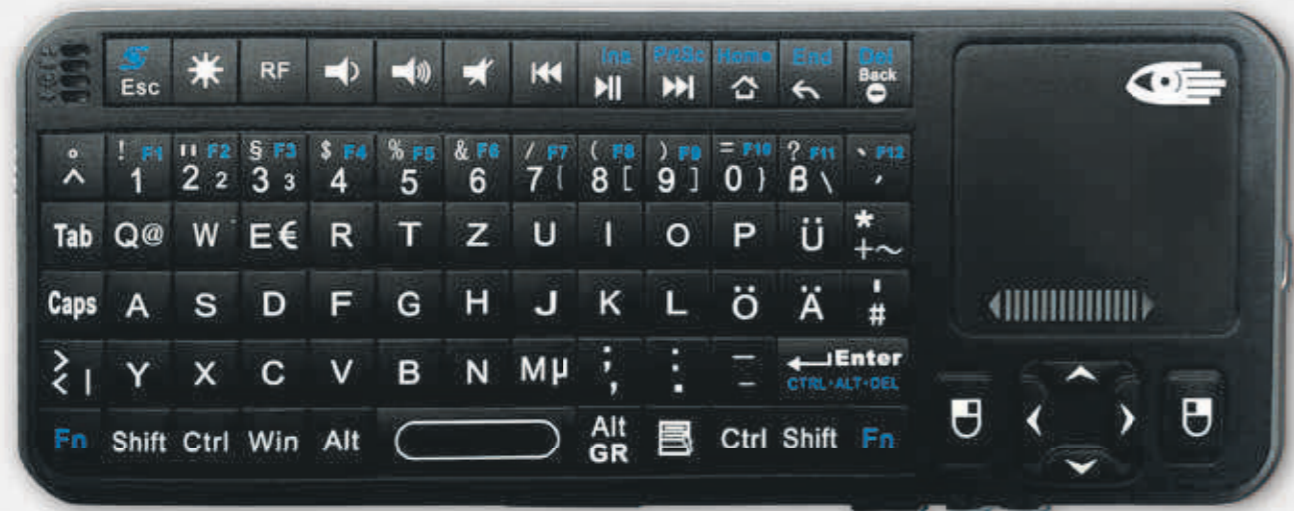 Ins PrtSc Home End Del
Esc RF Back
° ! F1 " F2 § F3 $ F4 % F5 & F6 / F7 ( F8 ) F9 = F10 ? F11 ` F12
^ 1 2 2 3 3 4 5 6 7 { 8 [ 9 ] 0 } ß \ ´
Tab Q@ W E€ R T Z U I O P Ü * +~
Caps A S D F G H J K L Ö Ä ' #
> < | Y X C V B N Mµ ; , : . _ - Enter
CTRL+ALT+DEL
Fn Shift Ctrl Win Alt Alt GR Ctrl Shift Fn